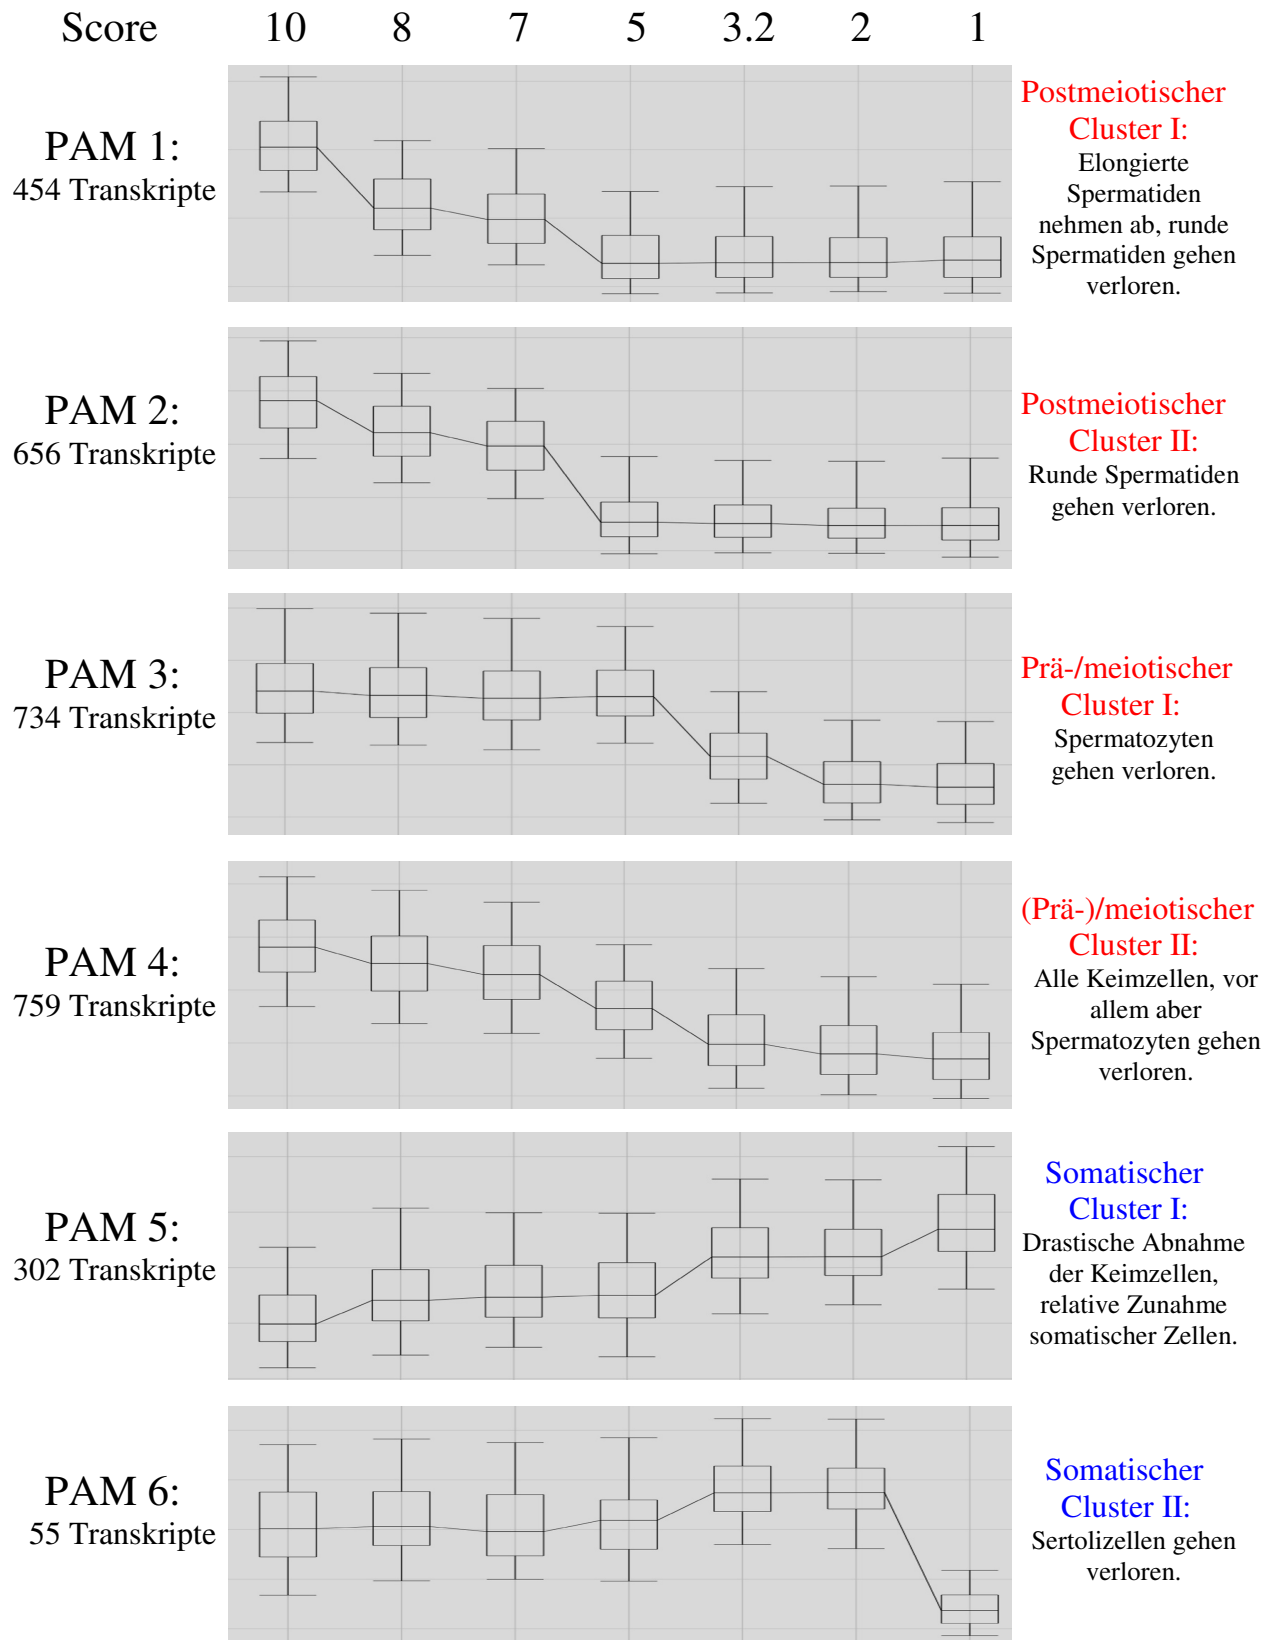 Score 10 8 7 5 3.2 2 1
PAM 1:
454 Transkripte
Postmeiotischer
Cluster I:
Elongierte
Spermatiden
nehmen ab, runde
Spermatiden gehen
verloren.
PAM 2:
656 Transkripte
Postmeiotischer
Cluster II:
Runde Spermatiden
gehen verloren.
PAM 3:
734 Transkripte
Prä-/meiotischer
Cluster I:
Spermatozyten
gehen verloren.
PAM 4:
759 Transkripte
(Prä-)/meiotischer
Cluster II:
Alle Keimzellen, vor
allem aber
Spermatozyten gehen
verloren.
PAM 5:
302 Transkripte
Somatischer
Cluster I:
Drastische Abnahme
der Keimzellen,
relative Zunahme
somatischer Zellen.
PAM 6:
55 Transkripte
Somatischer
Cluster II:
Sertolizellen gehen
verloren.